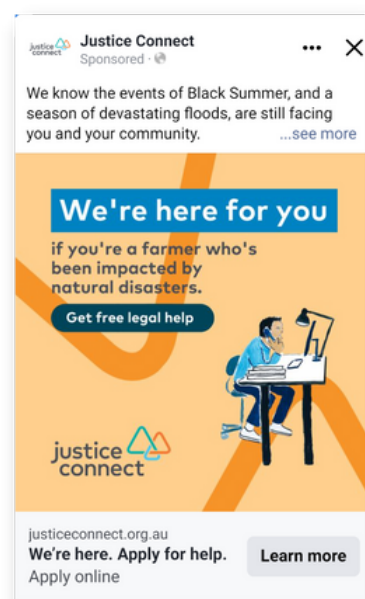 justice connect
Justice Connect
Sponsored ·
We know the events of Black Summer, and a
season of devastating floods, are still facing
you and your community. ...see more
We're here for you
if you're a farmer who's
been impacted by
natural disasters.
Get free legal help
justice
connect
justiceconnect.org.au
We're here. Apply for help.
Learn more
Apply online